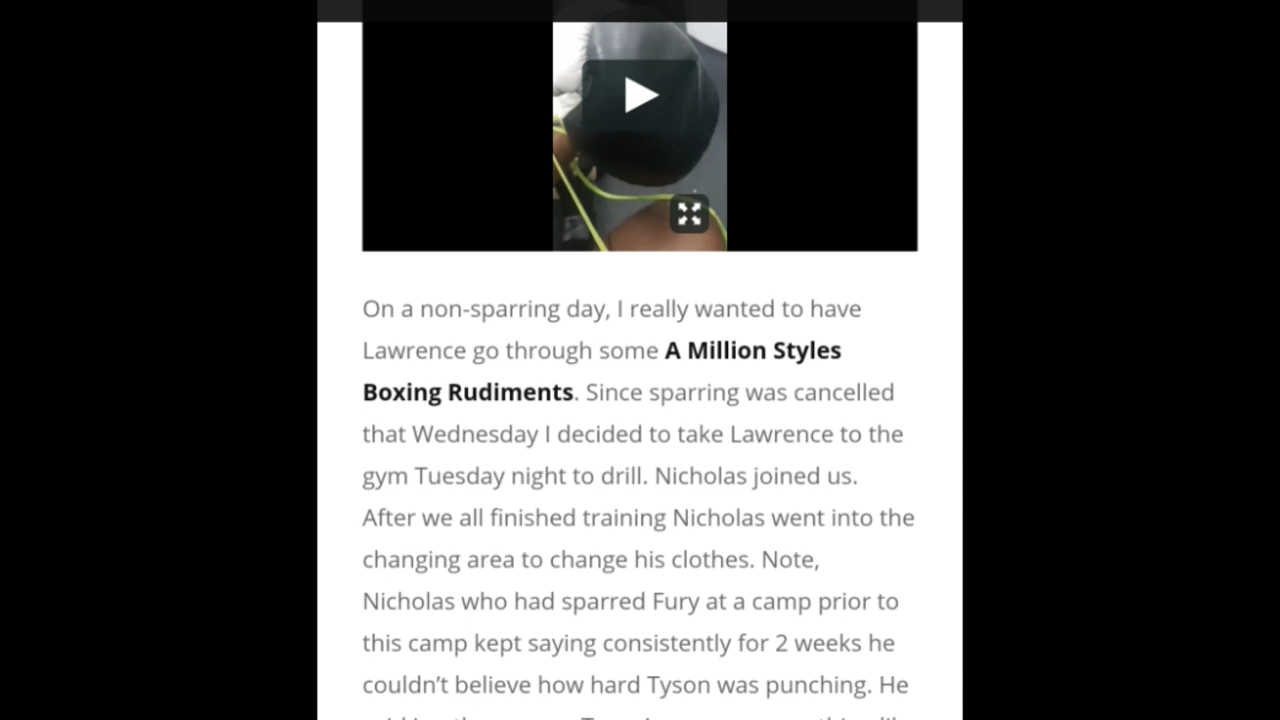 On a non-sparring day, I really wanted to have
Lawrence go through some A Million Styles
Boxing Rudiments. Since sparring was cancelled
that Wednesday I decided to take Lawrence to the
gym Tuesday night to drill. Nicholas joined us.
After we all finished training Nicholas went into the
changing area to change his clothes. Note,
Nicholas who had sparred Fury at a camp prior to
this camp kept saying consistently for 2 weeks he
couldn’t believe how hard Tyson was punching. He